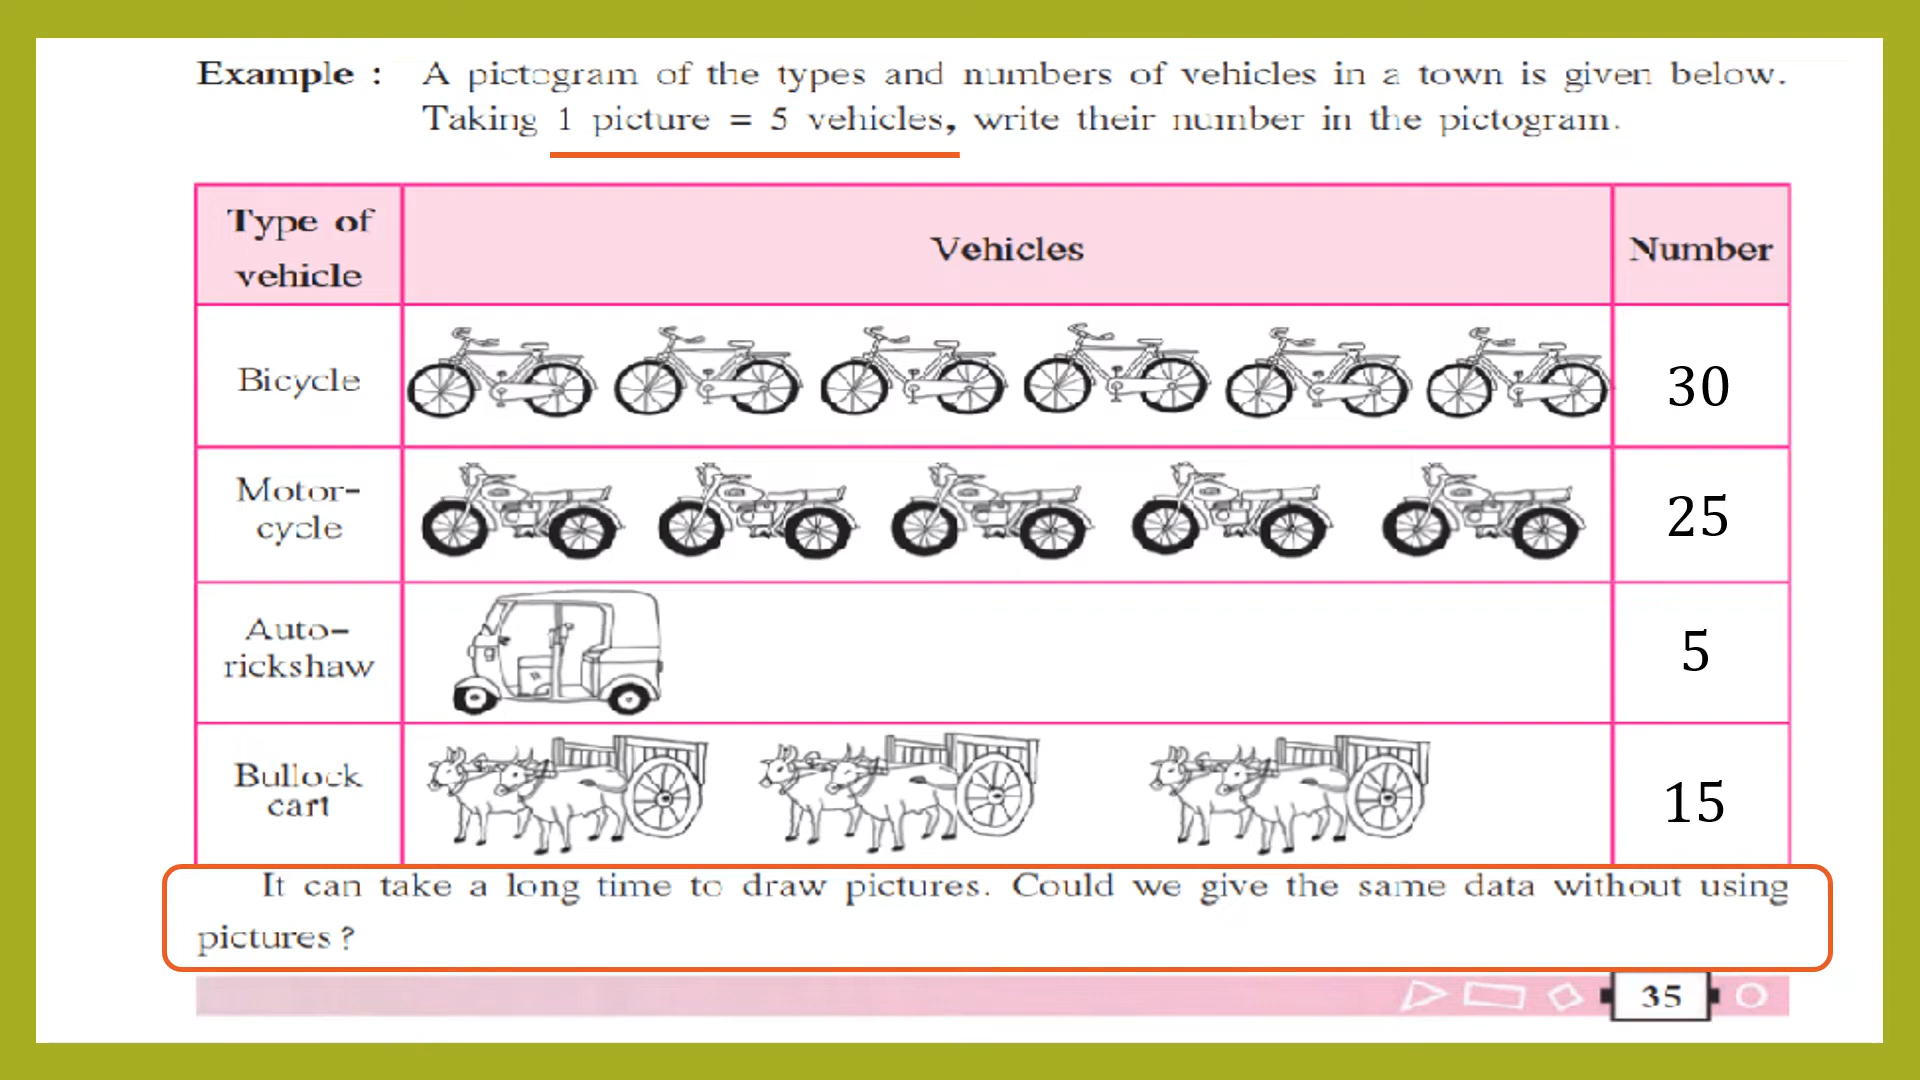 Example : A pictogram of the types and numbers of vehicles in a town is given below.
Taking 1 picture = 5 vehicles, write their number in the pictogram.
Type of
vehicle
Vehicles
Number
Bicycle
30
Motor-
cycle
25
Auto-
rickshaw
5
Bullock
cart
15
It can take a long time to draw pictures. Could we give the same data without using
pictures?
35